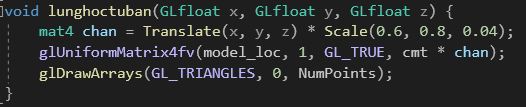 void lunghoctuban(GLfloat x, GLfloat y, GLfloat z) {
    mat4 chan = Translate(x, y, z) * Scale(0.6, 0.8, 0.04);
    glUniformMatrix4fv(model_loc, 1, GL_TRUE, cmt * chan);
    glDrawArrays(GL_TRIANGLES, 0, NumPoints);
}